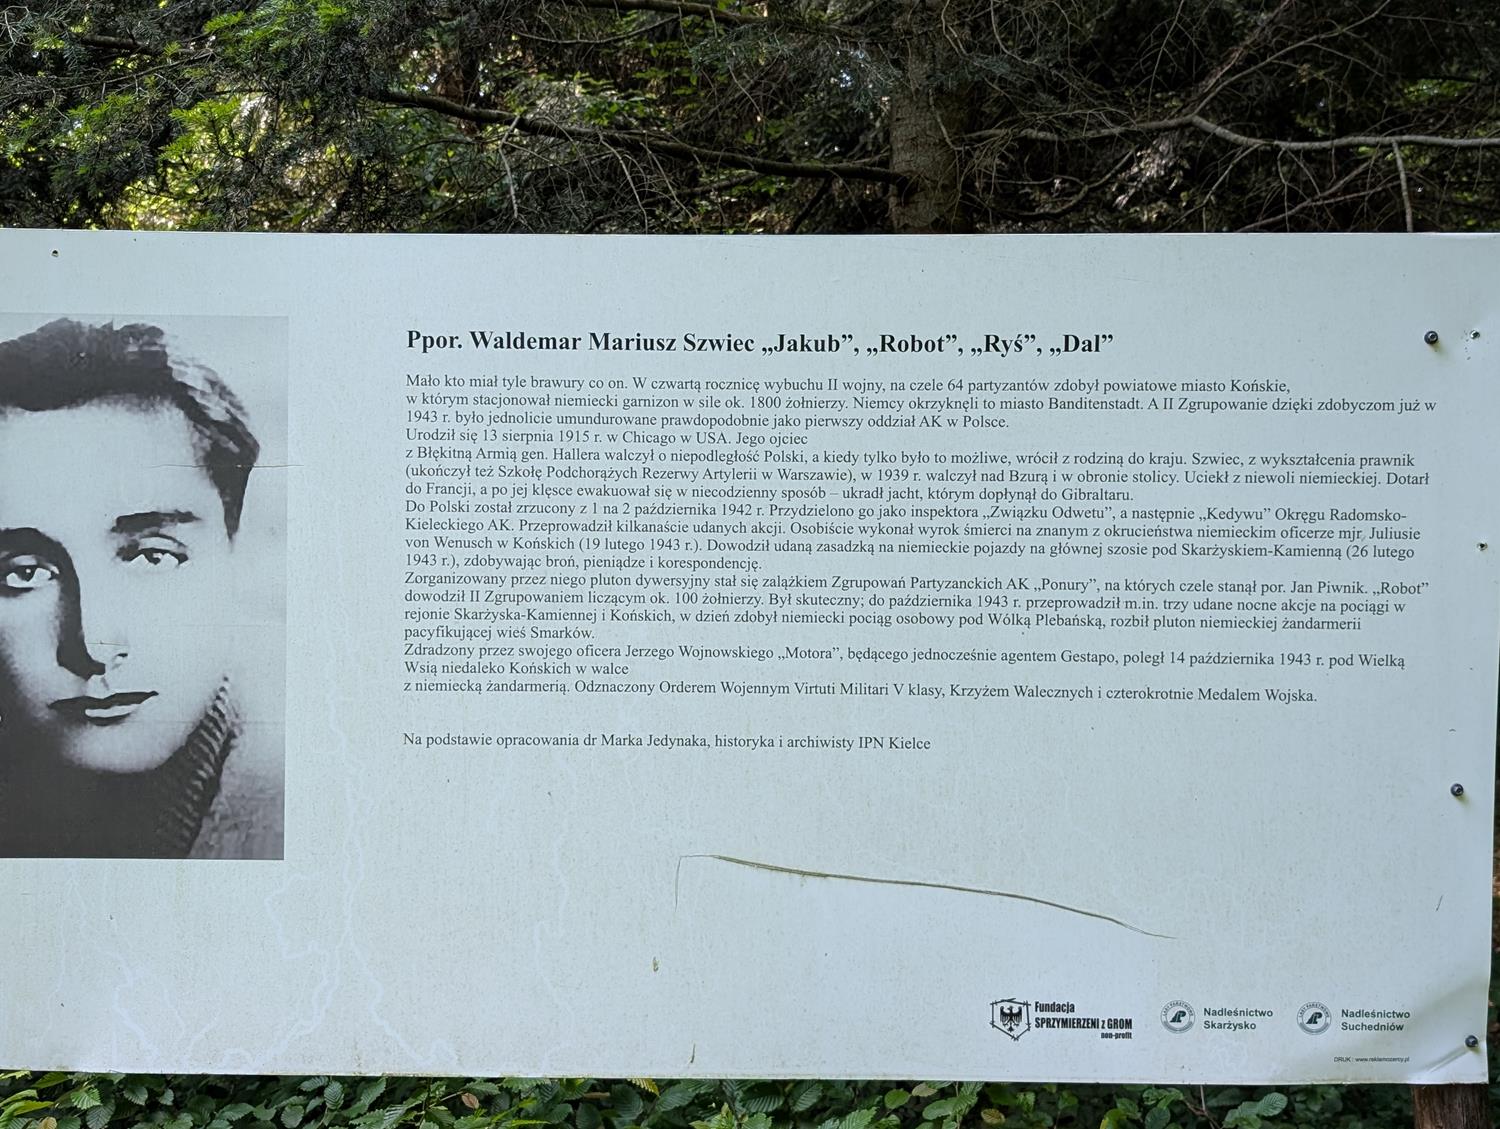 Ppor. Waldemar Mariusz Szwiec „Jakub”, „Robot”, „Ryś”, „Dal”
Mało kto miał tyle brawury co on. W czwartą rocznicę wybuchu II wojny, na czele 64 partyzantów zdobył powiatowe miasto Końskie,
w którym stacjonował niemiecki garnizon w sile ok. 1800 żołnierzy. Niemcy okrzyknęli to miasto Banditenstadt. A II Zgrupowanie dzięki zdobyczom już w
1943 r. było jednolicie umundurowane prawdopodobnie jako pierwszy oddział AK w Polsce.
Urodził się 13 sierpnia 1915 r. w Chicago w USA. Jego ojciec
z Błękitną Armią gen. Hallera walczył o niepodległość Polski, a kiedy tylko było to możliwe, wrócił z rodziną do kraju. Szwiec, z wykształcenia prawnik
(ukończył też Szkołę Podchorążych Rezerwy Artylerii w Warszawie), w 1939 r. walczył nad Bzurą i w obronie stolicy. Uciekł z niewoli niemieckiej. Dotarł
do Francji, a po jej klęsce ewakuował się w niecodzienny sposób – ukradł jacht, którym dopłynął do Gibraltaru.
Do Polski został zrzucony z 1 na 2 października 1942 r. Przydzielono go jako inspektora „Związku Odwetu”, a następnie „Kedywu” Okręgu Radomsko-
Kieleckiego AK. Przeprowadził kilkanaście udanych akcji. Osobiście wykonał wyrok śmierci na znanym z okrucieństwa niemieckim oficerze mjr. Juliusie
von Wenusch w Końskich (19 lutego 1943 r.). Dowodził udaną zasadzką na niemieckie pojazdy na głównej szosie pod Skarżyskiem-Kamienną (26 lutego
1943 r.), zdobywając broń, pieniądze i korespondencję.
Zorganizowany przez niego pluton dywersyjny stał się zalążkiem Zgrupowań Partyzanckich AK „Ponury”, na których czele stanął por. Jan Piwnik. „Robot”
dowodził II Zgrupowaniem liczącym ok. 100 żołnierzy. Był skuteczny; do października 1943 r. przeprowadził m.in. trzy udane nocne akcje na pociągi w
rejonie Skarżyska-Kamiennej i Końskich, w dzień zdobył niemiecki pociąg osobowy pod Wólką Plebańską, rozbił pluton niemieckiej żandarmerii
pacyfikującej wieś Smarków.
Zdradzony przez swojego oficera Jerzego Wojnowskiego „Motora”, będącego jednocześnie agentem Gestapo, poległ 14 października 1943 r. pod Wielką
Wsią niedaleko Końskich w walce
z niemiecką żandarmerią. Odznaczony Orderem Wojennym Virtuti Militari V klasy, Krzyżem Walecznych i czterokrotnie Medalem Wojska.
Na podstawie opracowania dr Marka Jedynaka, historyka i archiwisty IPN Kielce
Fundacja
SPRZYMIERZENI z GROM
non-profit
Nadleśnictwo
Skarżysko
Nadleśnictwo
Suchedniów
DRUK : www.reklamozercy.pl